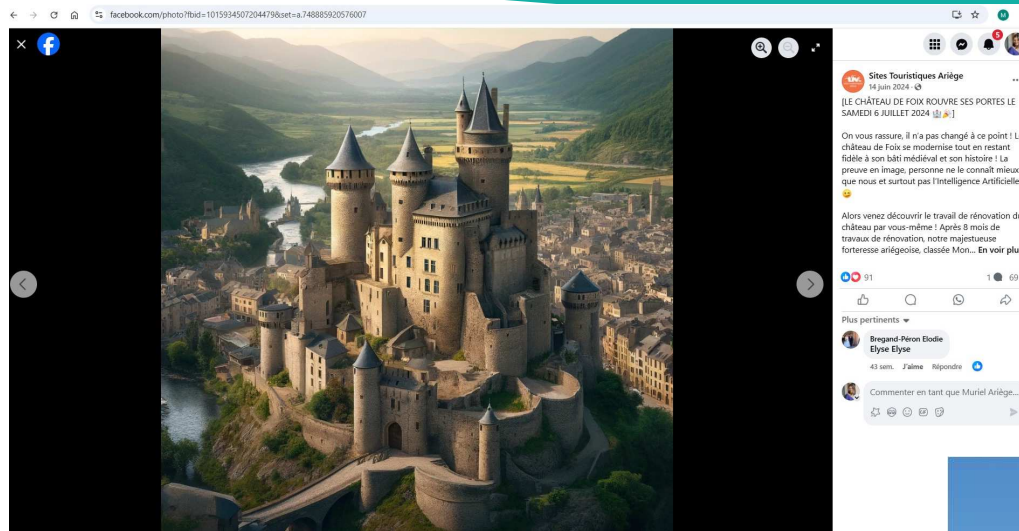 facebook.com/photo?fbid=1015934507204479&set=a.748885920576007
M
5
Sites Touristiques Ariège
14 juin 2024
[LE CHÂTEAU DE FOIX ROUVRE SES PORTES LE
SAMEDI 6 JUILLET 2024 🏰🎉]
On vous rassure, il n'a pas changé à ce point ! L
château de Foix se modernise tout en restant
fidèle à son bâti médiéval et son histoire ! La
preuve en image, personne ne le connaît mieux
que nous et surtout pas l'Intelligence Artificielle
😉
Alors venez découvrir le travail de rénovation d
château par vous-même ! Après 8 mois de
travaux de rénovation, notre majestueuse
forteresse ariégeoise, classée Mon... En voir plu
91
1
69
Plus pertinents
Bregand-Péron Elodie
Elyse Elyse
43 sem. J'aime Répondre
Commenter en tant que Muriel Ariège...